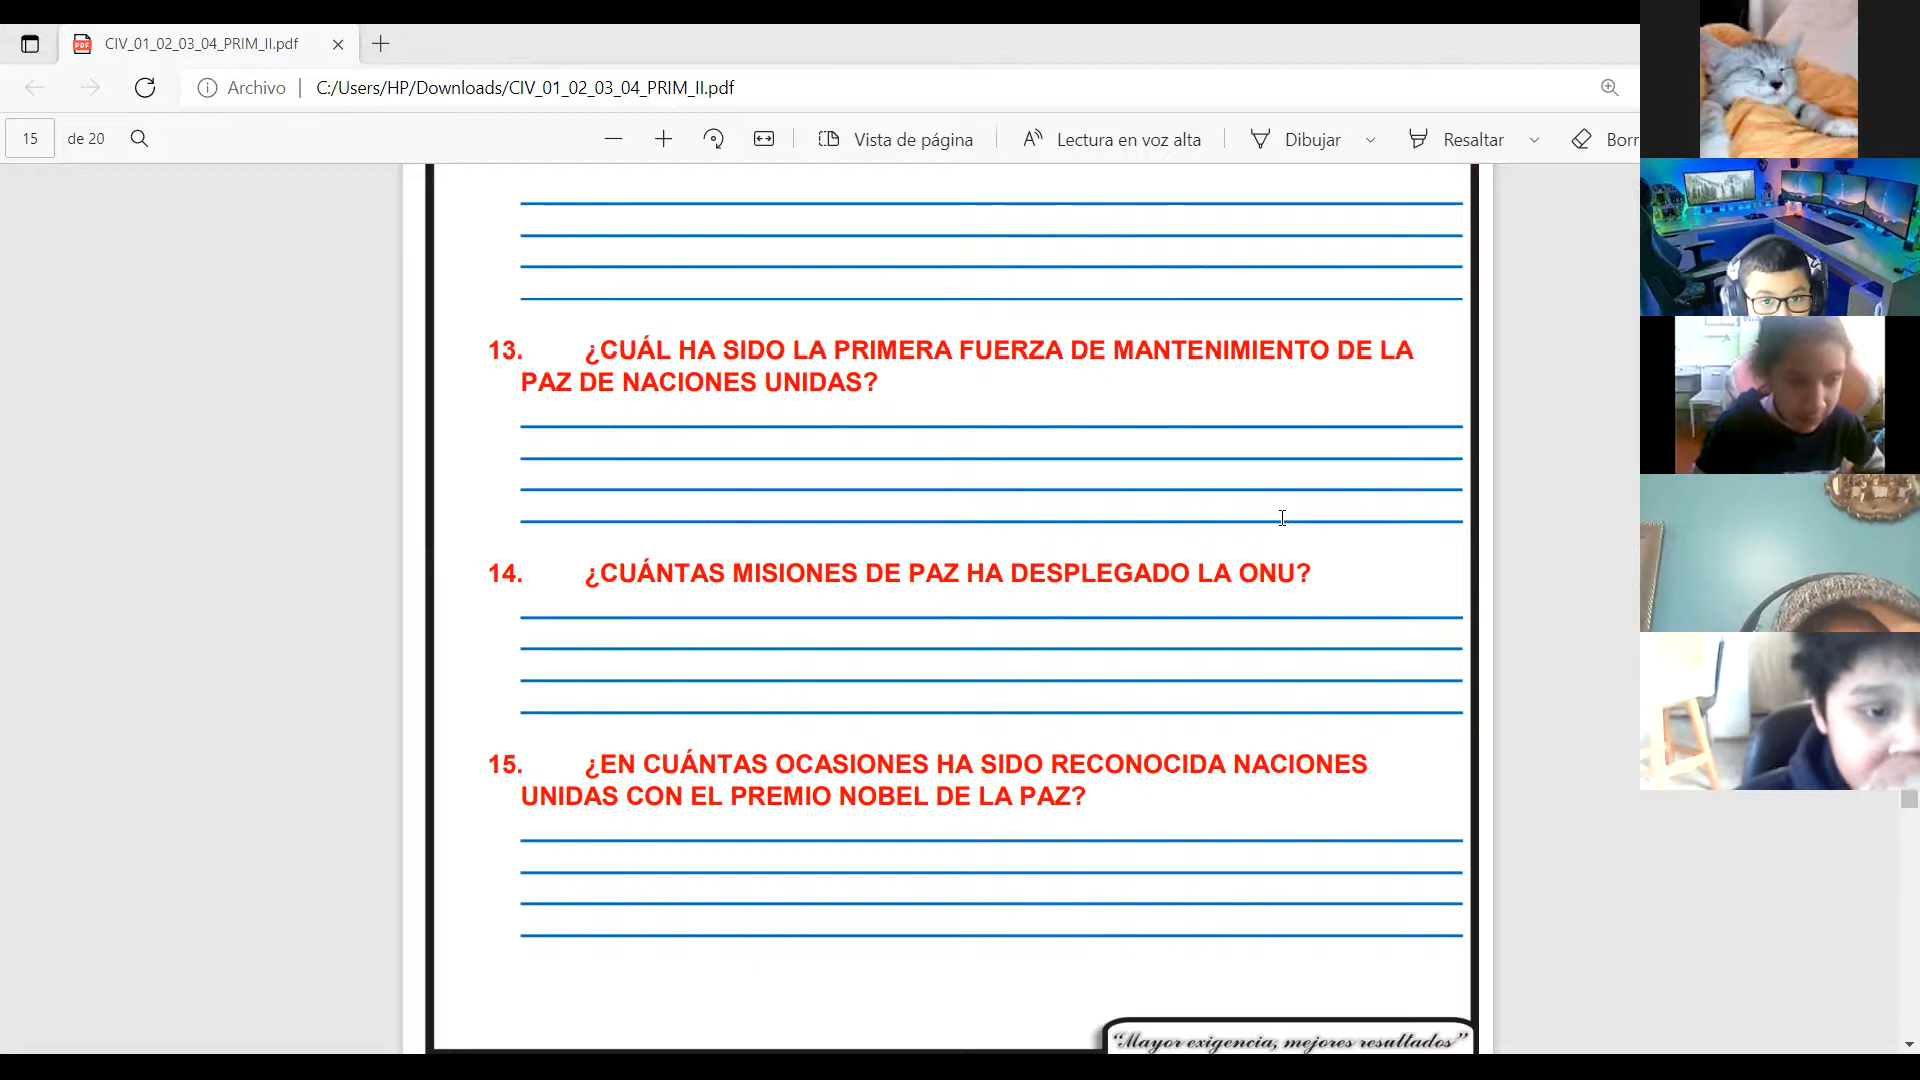 CIV_01_02_03_04_PRIM_II.pdf
Archivo
C:/Users/HP/Downloads/CIV_01_02_03_04_PRIM_II.pdf
15 de 20
Vista de página
Lectura en voz alta
Dibujar
Resaltar
Borr
13. ¿CUÁL HA SIDO LA PRIMERA FUERZA DE MANTENIMIENTO DE LA
PAZ DE NACIONES UNIDAS?
14. ¿CUÁNTAS MISIONES DE PAZ HA DESPLEGADO LA ONU?
15. ¿EN CUÁNTAS OCASIONES HA SIDO RECONOCIDA NACIONES
UNIDAS CON EL PREMIO NOBEL DE LA PAZ?
“Mayor exigencia, mejores resultados”